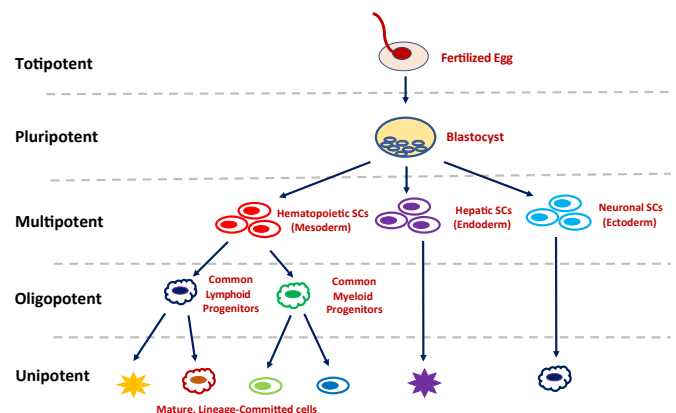 Totipotent
Fertilized Egg
Pluripotent
Blastocyst
Multipotent
Hematopoietic SCs
(Mesoderm)
Hepatic SCs
(Endoderm)
Neuronal SCs
(Ectoderm)
Oligopotent
Common
Lymphoid
Progenitors
Common
Myeloid
Progenitors
Unipotent
Mature, Lineage-Committed cells